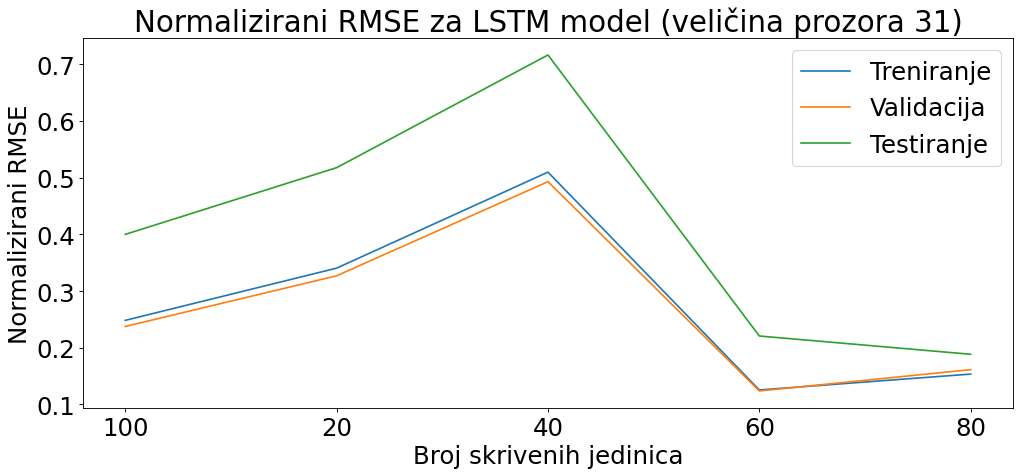 Normalizirani RMSE za LSTM model (veličina prozora 31)
Normalizirani RMSE
0.7
0.6
0.5
0.4
0.3
0.2
0.1
Treniranje
Validacija
Testiranje
100 20 40 60 80
Broj skrivenih jedinica